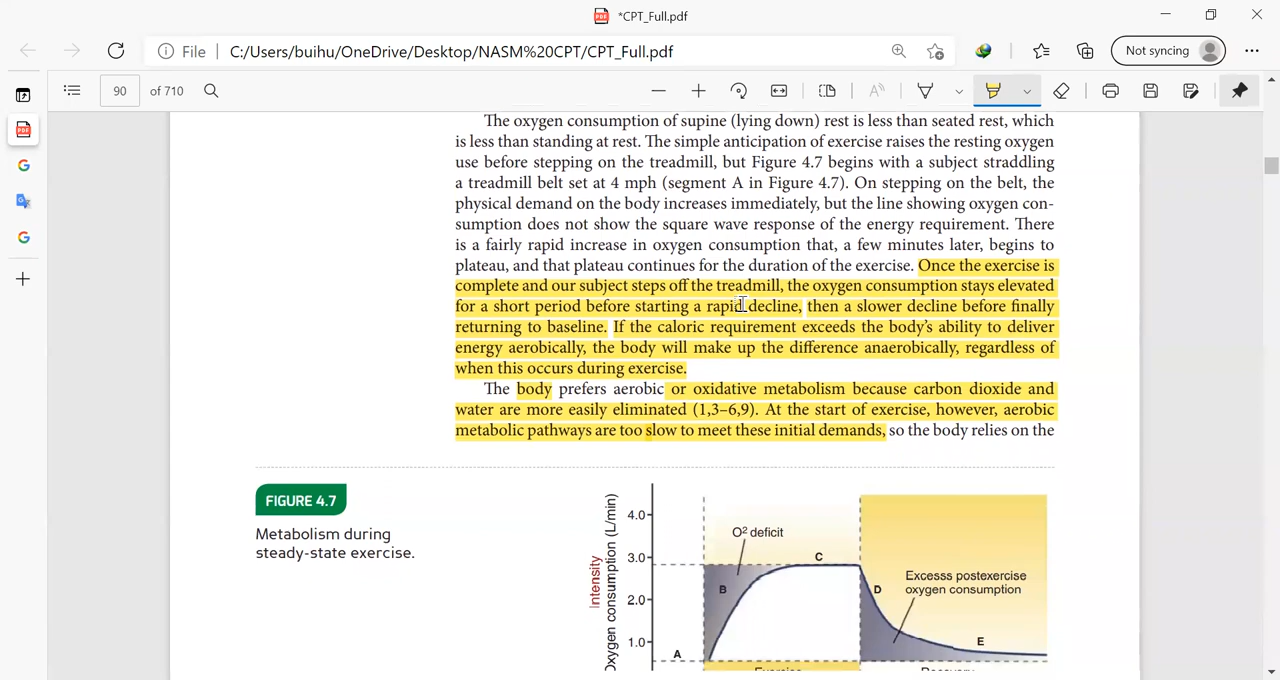 *CPT_Full.pdf
File
C:/Users/buihu/OneDrive/Desktop/NASM%20CPT/CPT_Full.pdf
Not syncing
90 of 710
The oxygen consumption of supine (lying down) rest is less than seated rest, which
is less than standing at rest. The simple anticipation of exercise raises the resting oxygen
use before stepping on the treadmill, but Figure 4.7 begins with a subject straddling
a treadmill belt set at 4 mph (segment A in Figure 4.7). On stepping on the belt, the
physical demand on the body increases immediately, but the line showing oxygen con-
sumption does not show the square wave response of the energy requirement. There
is a fairly rapid increase in oxygen consumption that, a few minutes later, begins to
plateau, and that plateau continues for the duration of the exercise. Once the exercise is
complete and our subject steps off the treadmill, the oxygen consumption stays elevated
for a short period before starting a rapid decline, then a slower decline before finally
returning to baseline. If the caloric requirement exceeds the body’s ability to deliver
energy aerobically, the body will make up the difference anaerobically, regardless of
when this occurs during exercise.
The body prefers aerobic or oxidative metabolism because carbon dioxide and
water are more easily eliminated (1,3–6,9). At the start of exercise, however, aerobic
metabolic pathways are too slow to meet these initial demands, so the body relies on the
FIGURE 4.7
Metabolism during
steady-state exercise.
Intensity
Oxygen consumption (L/min)
4.0
3.0
2.0
1.0
O² deficit
A
B
C
D
E
Excesss postexercise
oxygen consumption